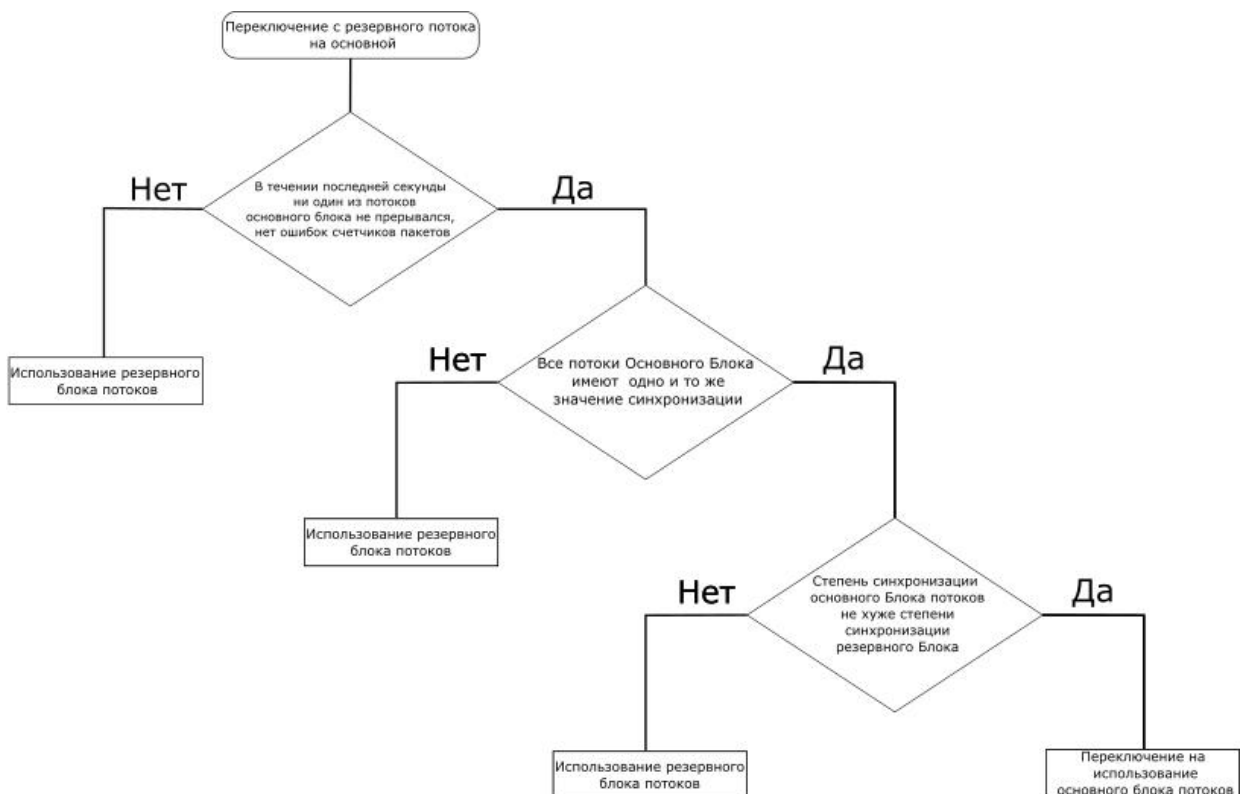 Переключение с резервного потока
на основной
Нет
Да
В течении последней секунды
ни один из потоков
основного блока не прерывался,
нет ошибок счетчиков пакетов
Использование резервного
блока потоков
Нет
Да
Все потоки Основного Блока
имеют одно и то же
значение синхронизации
Использование резервного
блока потоков
Нет
Да
Степень синхронизации
основного Блока потоков
не хуже степени
синхронизации
резервного Блока
Использование резервного
блока потоков
Переключение на
использование
основного блока потоков